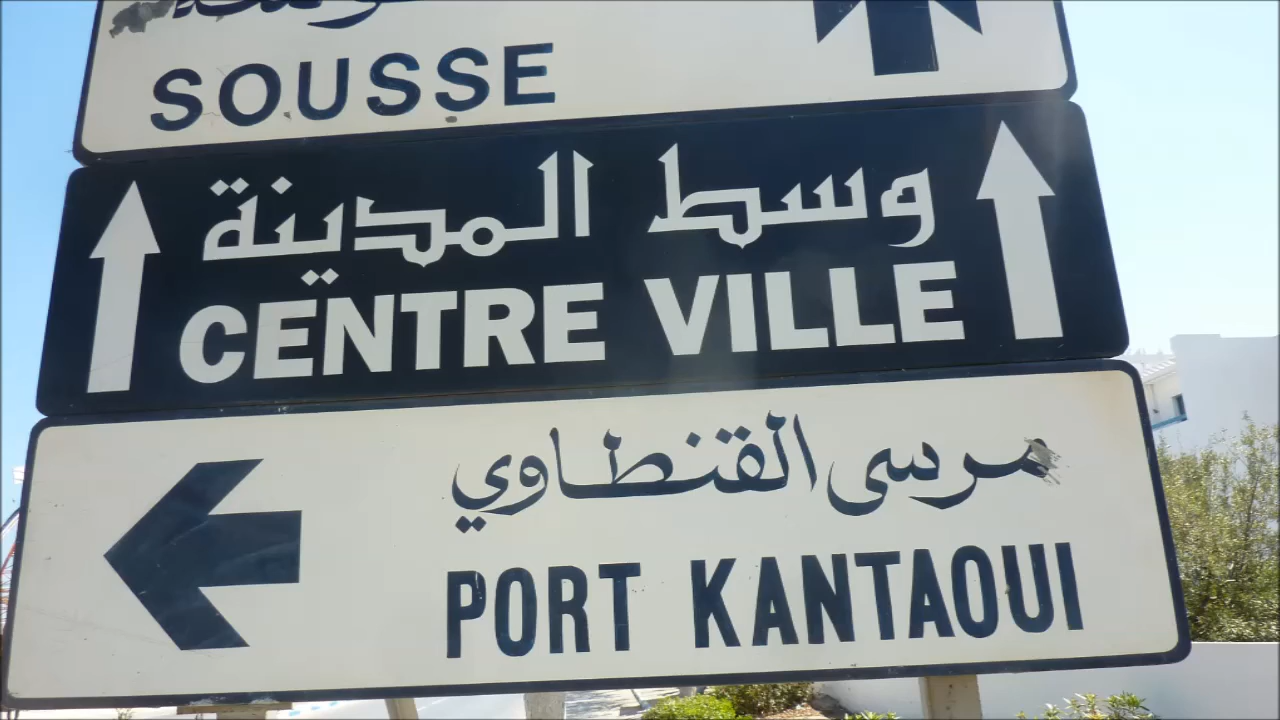 SOUSSE
وسط المدينة
CENTRE VILLE
مرسى القنطاوي
PORT KANTAOUI